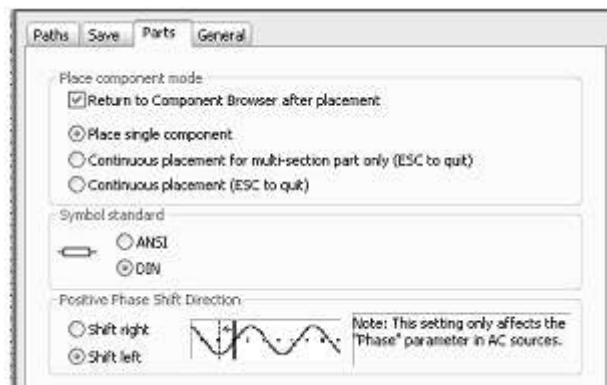 Paths Save Parts General
Place component mode
Return to Component Browser after placement
Place single component
Continuous placement for multi-section part only (ESC to quit)
Continuous placement (ESC to quit)
Symbol standard
ANSI
DIN
Positive Phase Shift Direction
Shift right
Shift left
Note: This setting only affects the
"Phase" parameter in AC sources.